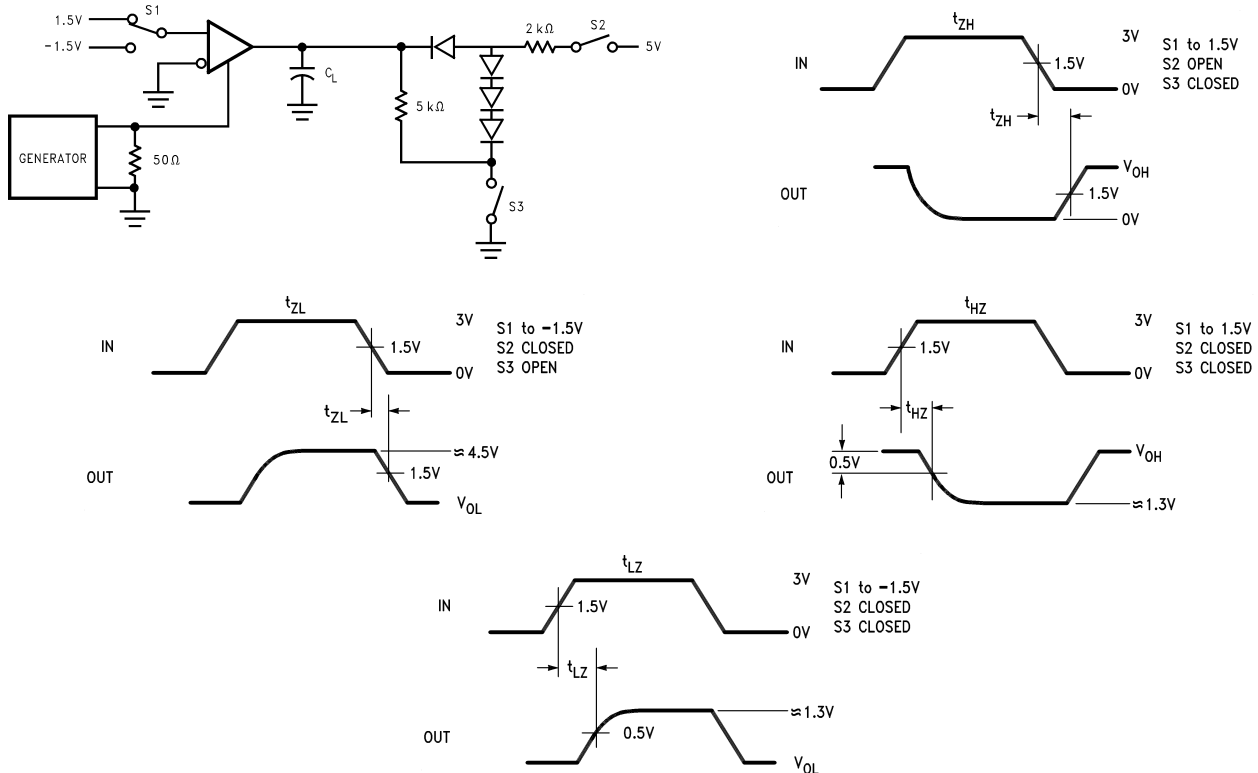 1.5V
S1
-1.5V
C_L
5 kΩ
2 kΩ
S2
5V
GENERATOR
50Ω
S3
t_ZH
IN
3V
1.5V
0V
S1 to 1.5V
S2 OPEN
S3 CLOSED
t_ZH
OUT
V_OH
1.5V
0V
t_ZL
IN
3V
1.5V
0V
S1 to -1.5V
S2 CLOSED
S3 OPEN
t_ZL
OUT
≈ 4.5V
1.5V
V_OL
t_HZ
IN
3V
1.5V
0V
S1 to 1.5V
S2 CLOSED
S3 CLOSED
t_HZ
OUT
0.5V
V_OH
≈ 1.3V
t_LZ
IN
3V
1.5V
0V
S1 to -1.5V
S2 CLOSED
S3 CLOSED
t_LZ
OUT
≈ 1.3V
0.5V
V_OL